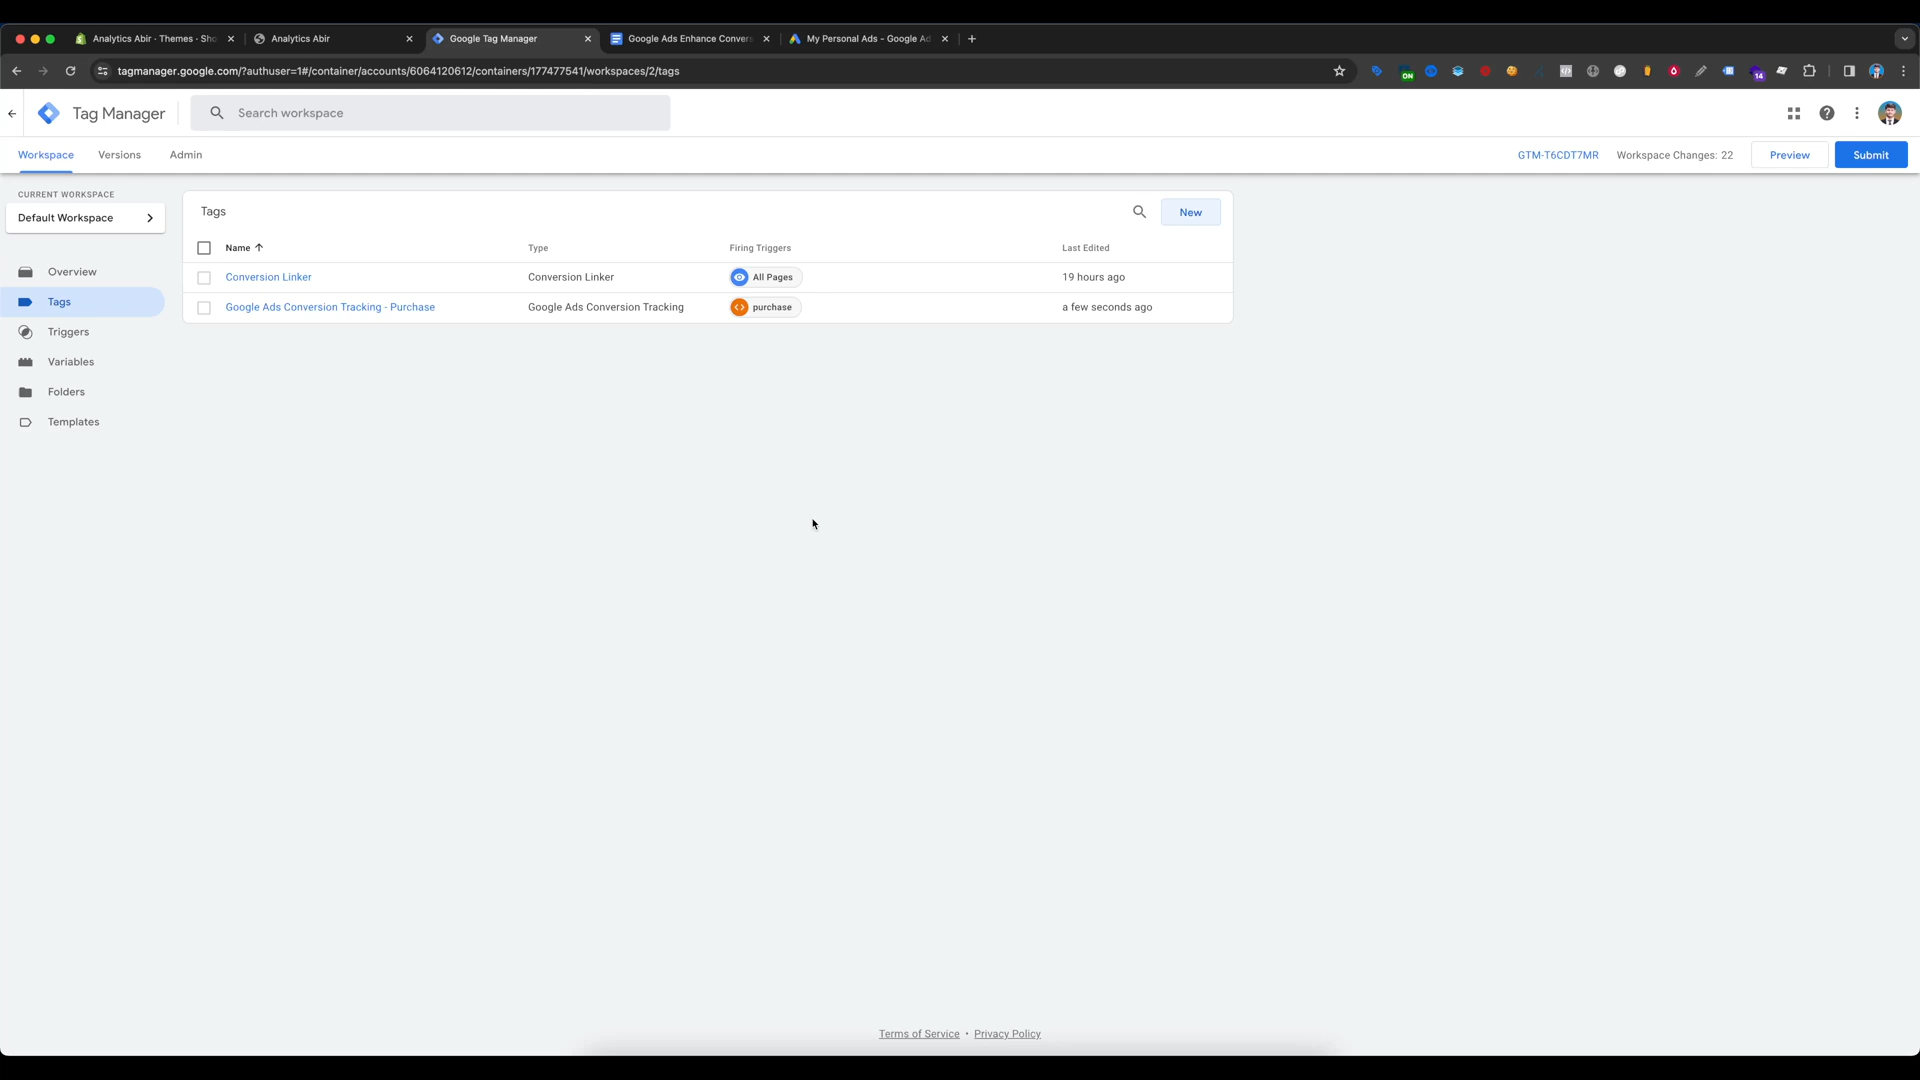 Analytics Abir · Themes · Sho
Analytics Abir
Google Tag Manager
Google Ads Enhance Conver
My Personal Ads - Google Ad
tagmanager.google.com/?authuser=1#/container/accounts/6064120612/containers/177477541/workspaces/2/tags
ON
14
Tag Manager
Search workspace
Workspace
Versions
Admin
GTM-T6CDT7MR
Workspace Changes: 22
Preview
Submit
CURRENT WORKSPACE
Default Workspace
Overview
Tags
Triggers
Variables
Folders
Templates
Tags
New
Name
Type
Firing Triggers
Last Edited
Conversion Linker
Conversion Linker
All Pages
19 hours ago
Google Ads Conversion Tracking - Purchase
Google Ads Conversion Tracking
purchase
a few seconds ago
Terms of Service • Privacy Policy